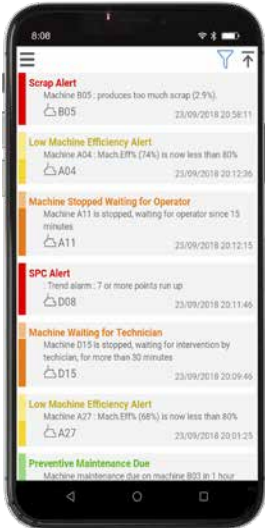 8:08
Scrap Alert
Machine B05 : produces too much scrap (2.9%).
B05
23/09/2018 20:58:11
Low Machine Efficiency Alert
Machine A04 : Mach.Eff% (74%) is now less than 80%
A04
23/09/2018 20:12:36
Machine Stopped Waiting for Operator
Machine A11 is stopped, waiting for operator since 15
minutes
A11
23/09/2018 20:12:15
SPC Alert
: Trend alarm : 7 or more points run up
D08
23/09/2018 20:11:46
Machine Waiting for Technician
Machine D15 is stopped, waiting for intervention by
techician, for more than 30 minutes
D15
23/09/2018 20:09:46
Low Machine Efficiency Alert
Machine A27 : Mach.Eff% (68%) is now less than 80%
A27
23/09/2018 20:01:25
Preventive Maintenance Due
Machine maintenance due on machine B03 in 1 hour